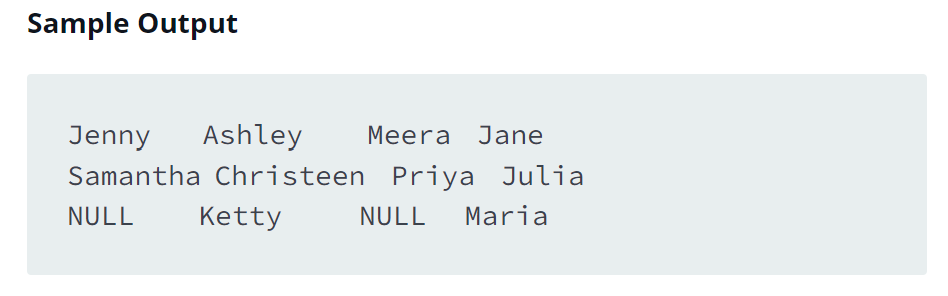 Sample Output
Jenny    Ashley     Meera  Jane
Samantha Christeen  Priya  Julia
NULL     Ketty      NULL   Maria